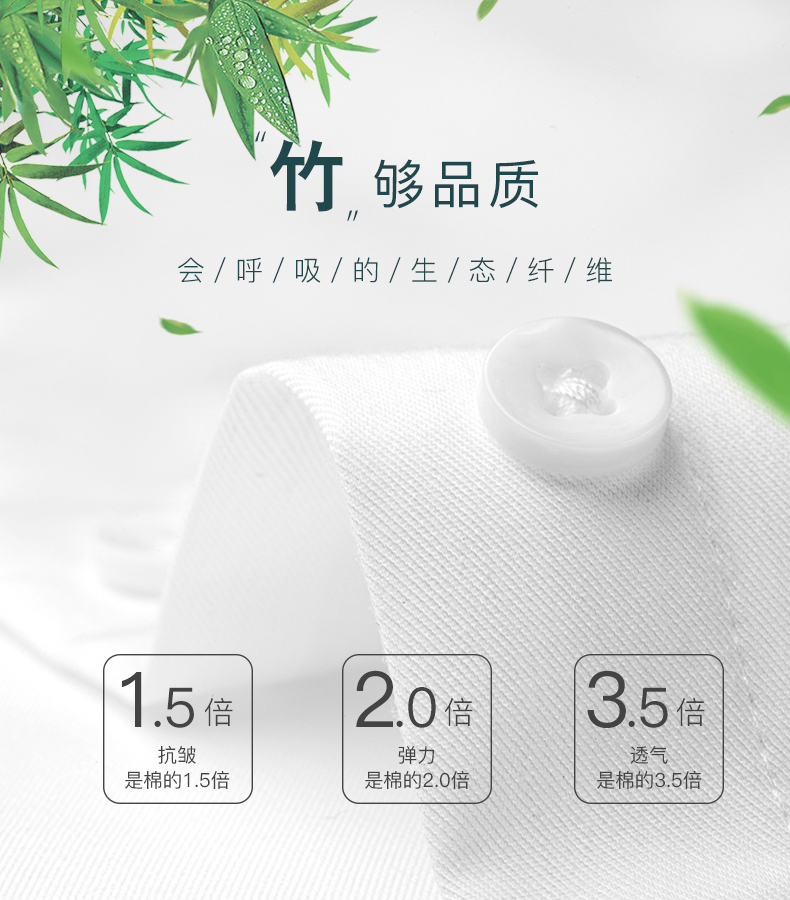 “竹”够品质
会/呼/吸的/生/态/纤/维
1.5倍
抗皱
是棉的1.5倍
2.0倍
弹力
是棉的2.0倍
3.5倍
透气
是棉的3.5倍